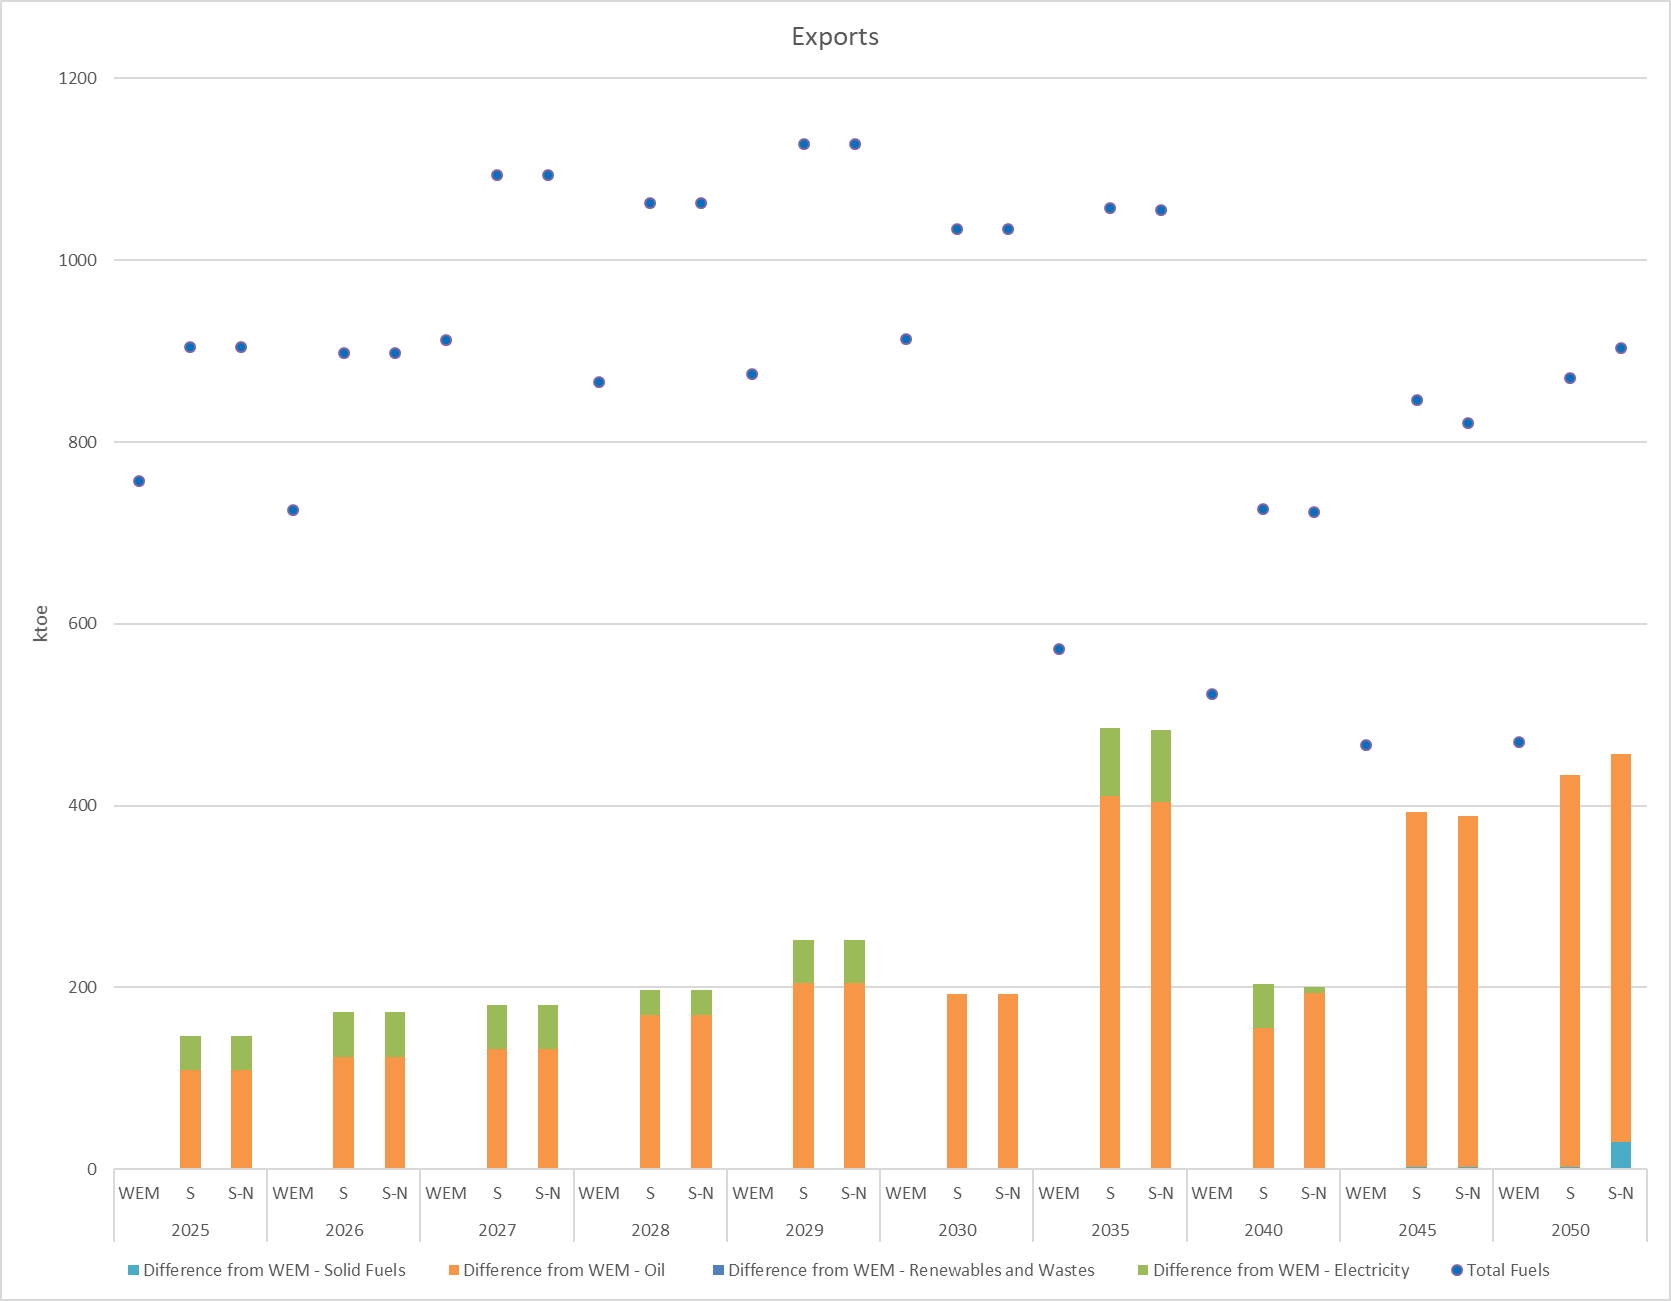 Exports
1200
1000
800
600
400
200
0
ktoe
WEM S S-N WEM S S-N WEM S S-N WEM S S-N WEM S S-N WEM S S-N WEM S S-N WEM S S-N WEM S S-N WEM S S-N
2025 2026 2027 2028 2029 2030 2035 2040 2045 2050
Difference from WEM - Solid Fuels Difference from WEM - Oil Difference from WEM - Renewables and Wastes Difference from WEM - Electricity Total Fuels